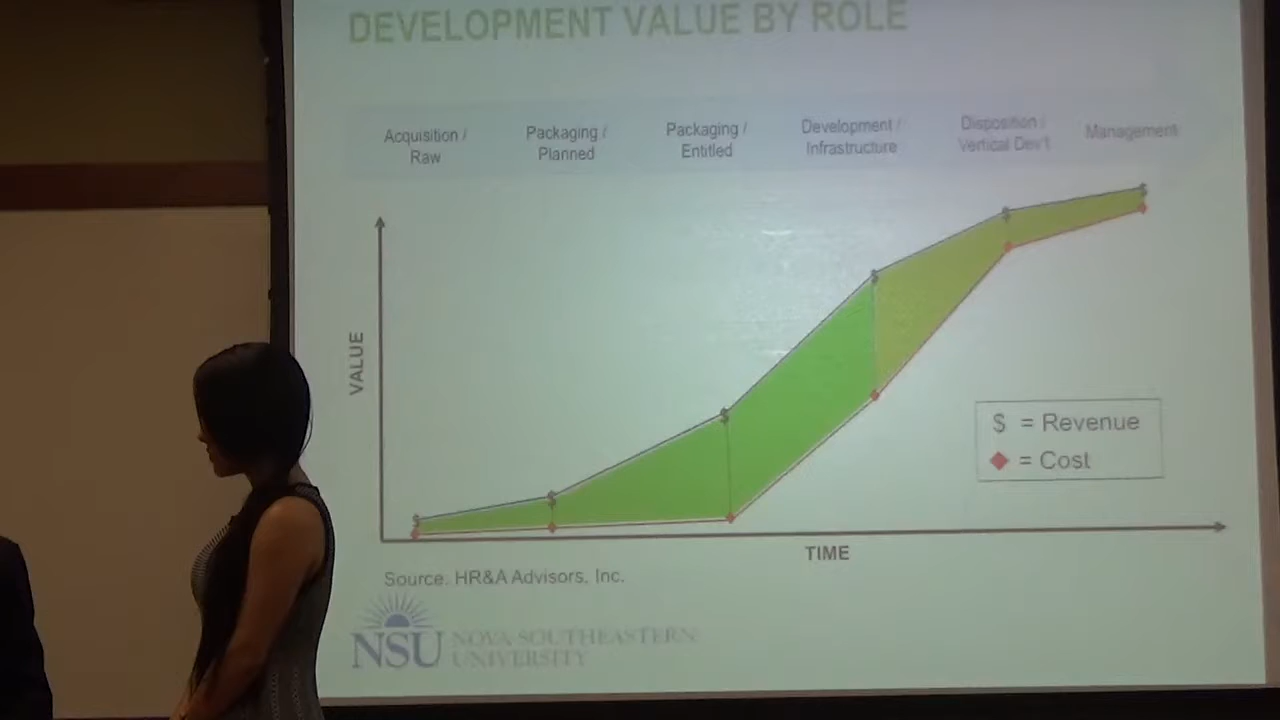 DEVELOPMENT VALUE BY ROLE
Acquisition /
Raw
Packaging /
Planned
Packaging /
Entitled
Development /
Infrastructure
Disposition /
Vertical Dev't
Management
VALUE
$ = Revenue
◆ = Cost
TIME
Source. HR&A Advisors, Inc.
NSU NOVA SOUTHEASTERN
UNIVERSITY